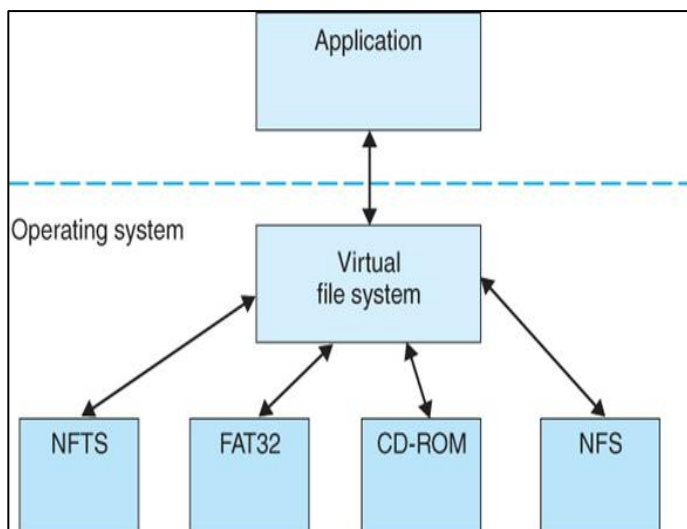 Application
Operating system
Virtual
file system
NFTS
FAT32
CD-ROM
NFS